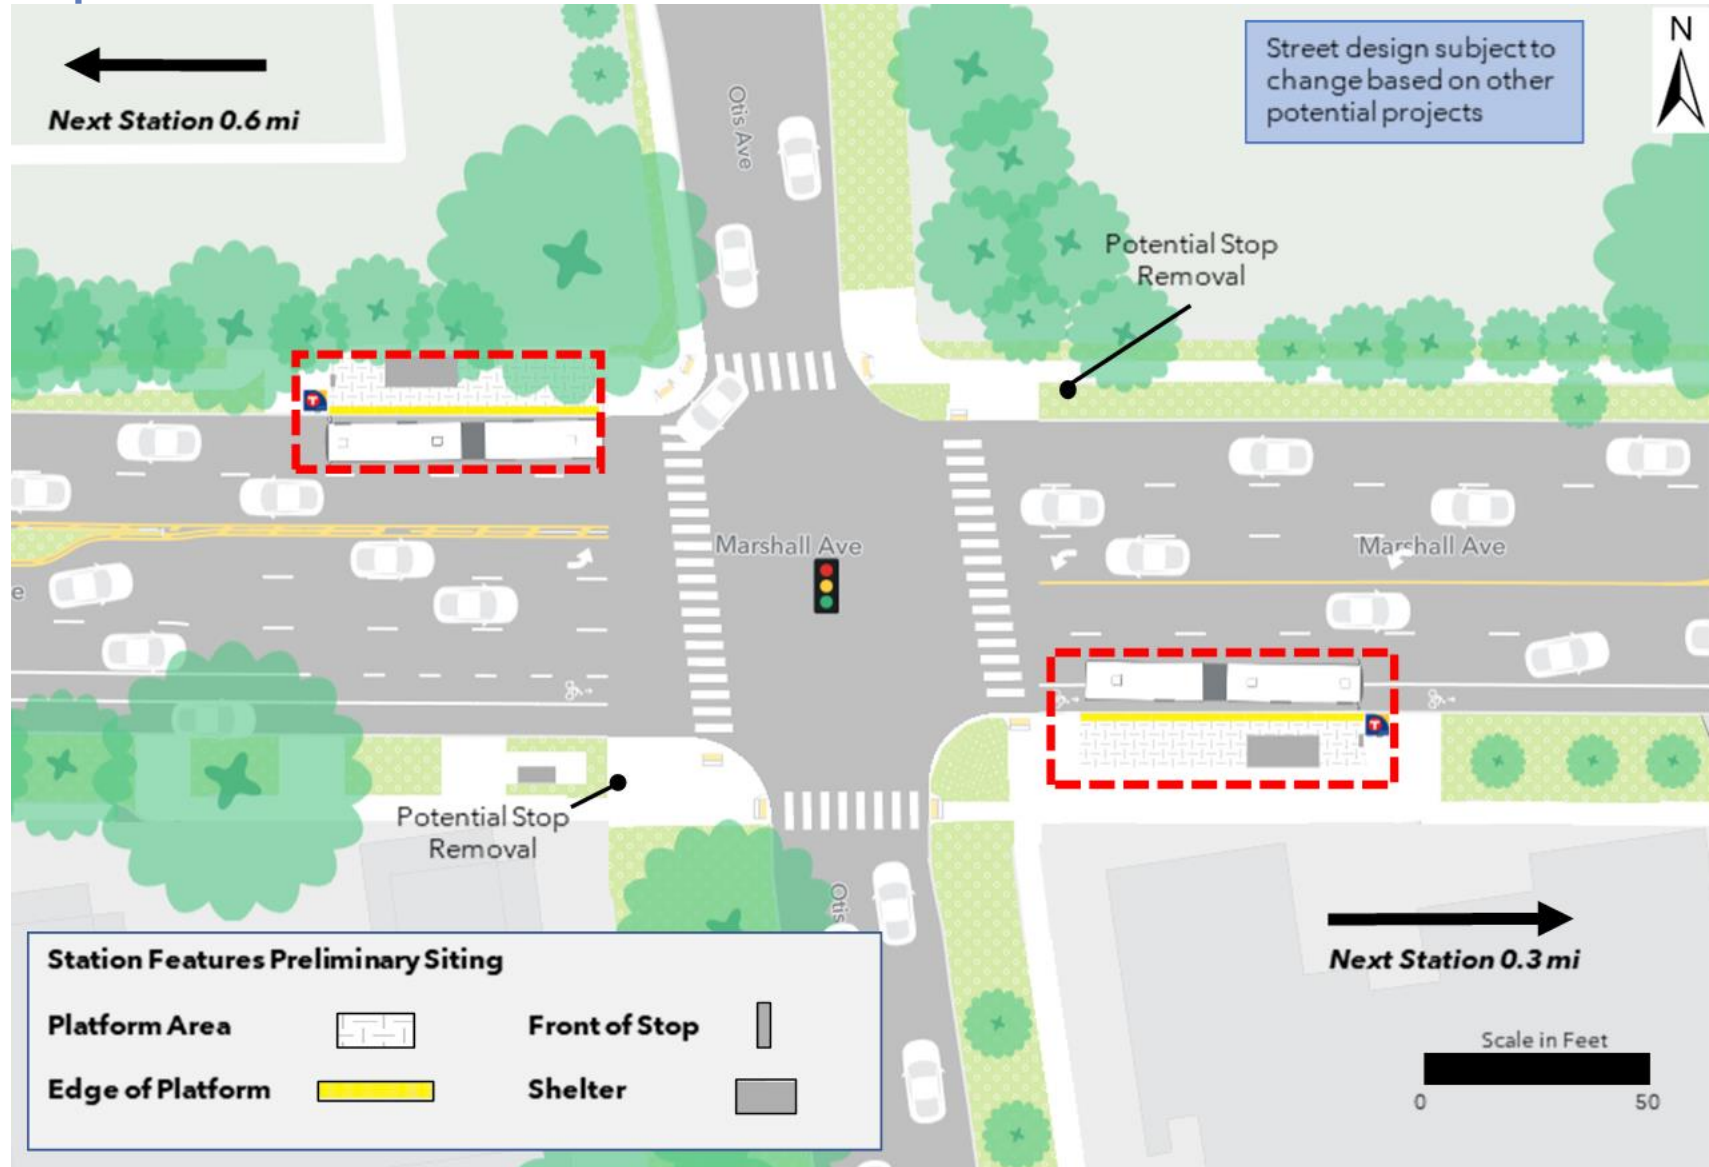 N
Street design subject to
change based on other
potential projects
Next Station 0.6 mi
Otis Ave
Potential Stop
Removal
T
Marshall Ave
Marshall Ave
e
T
Potential Stop
Removal
Otis
Next Station 0.3 mi
Station Features Preliminary Siting
Platform Area
Front of Stop
Edge of Platform
Shelter
Scale in Feet
0
50